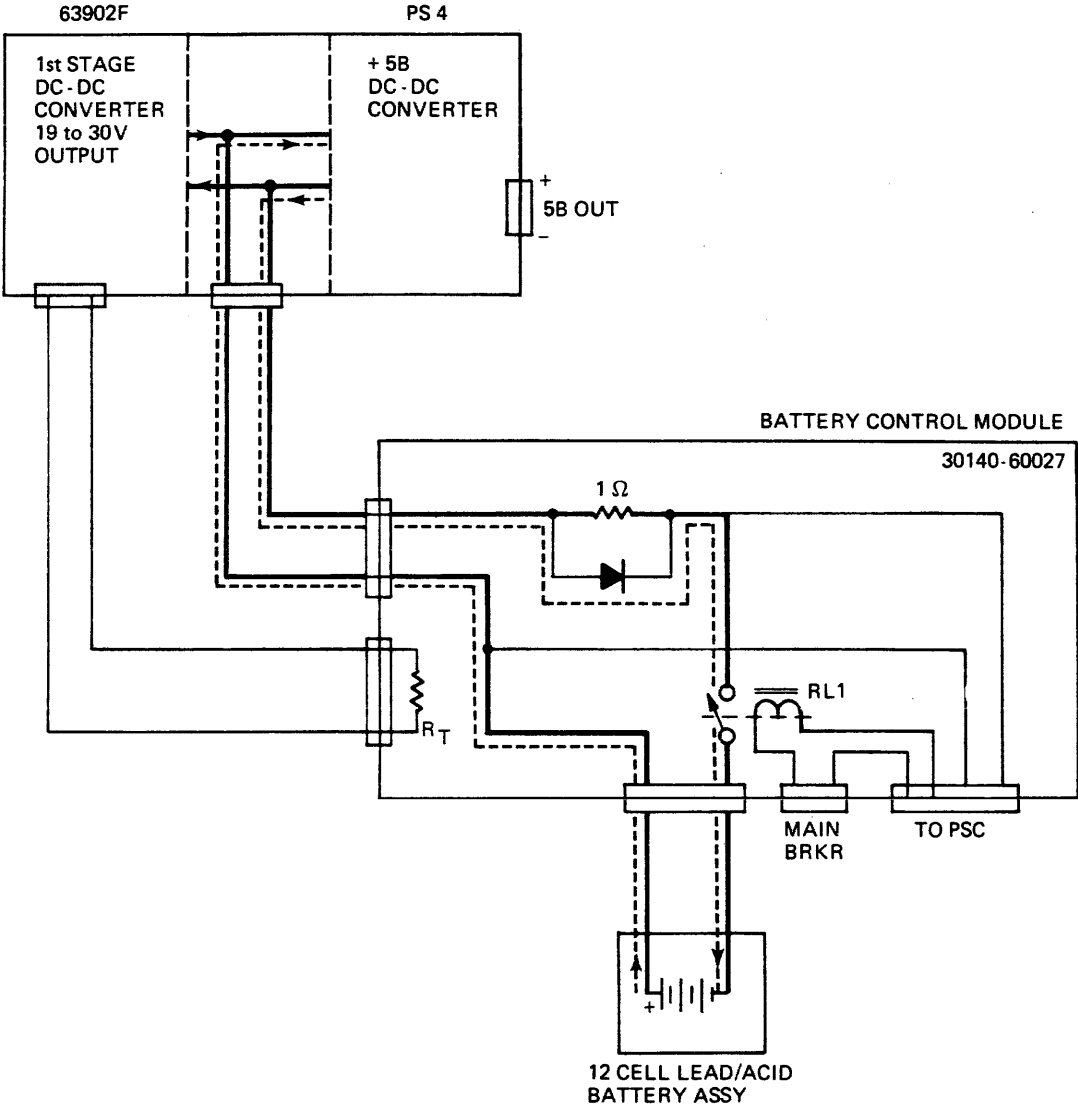 63902F
PS 4
1st STAGE
DC-DC
CONVERTER
19 to 30V
OUTPUT
+ 5B
DC-DC
CONVERTER
+
5B OUT
-
BATTERY CONTROL MODULE
30140-60027
1 Ω
RL1
RT
MAIN
BRKR
TO PSC
+
12 CELL LEAD/ACID
BATTERY ASSY